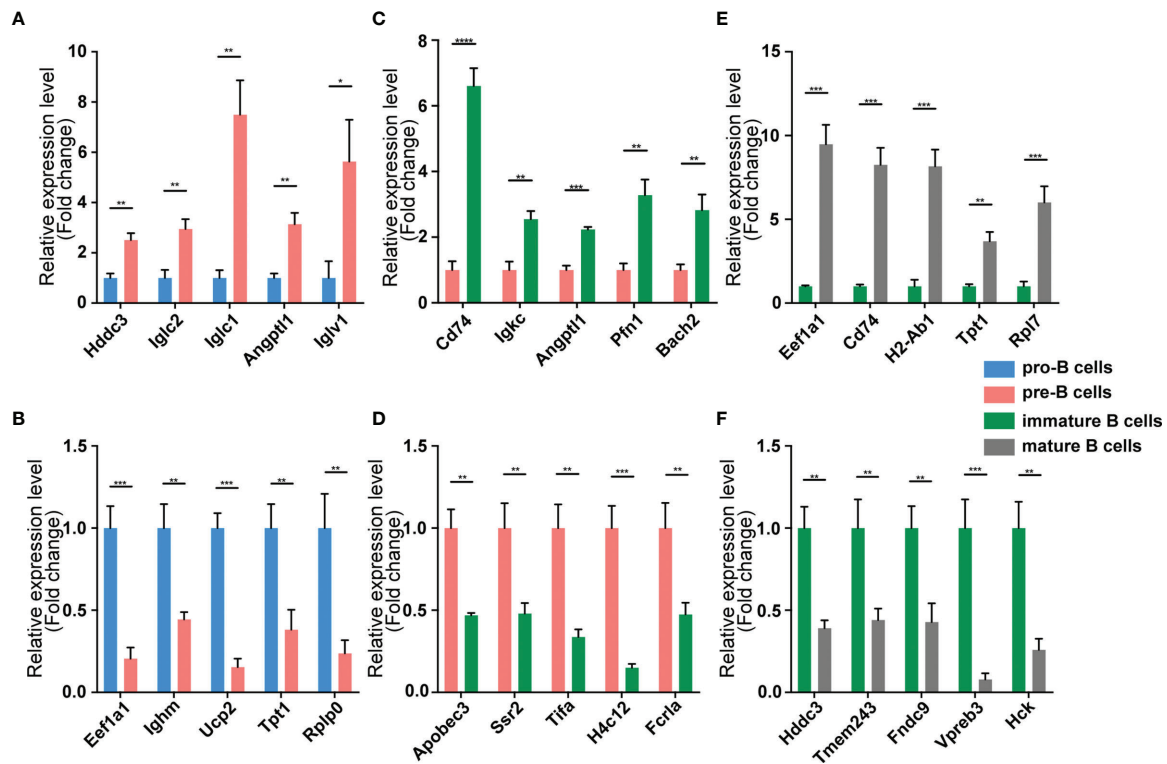 A
Relative expression level
(Fold change)
10
8
6
4
2
0
**
**
**
**
*
Hddc3
Iglc2
Iglc1
Angptl1
Iglv1
C
Relative expression level
(Fold change)
8
6
4
2
0
****
**
***
**
**
Cd74
Igkc
Angptl1
Pfn1
Bach2
E
Relative expression level
(Fold change)
15
10
5
0
***
***
***
**
***
Eef1a1
Cd74
H2-Ab1
Tpt1
Rpl7
pro-B cells
pre-B cells
immature B cells
mature B cells
B
Relative expression level
(Fold change)
1.5
1.0
0.5
0.0
***
**
***
**
**
Eef1a1
Ighm
Ucp2
Tpt1
Rplp0
D
Relative expression level
(Fold change)
1.5
1.0
0.5
0.0
**
**
**
***
**
Apobec3
Ssr2
Tifa
H4c12
Fcrla
F
Relative expression level
(Fold change)
1.5
1.0
0.5
0.0
**
**
**
***
**
Hddc3
Tmem243
Fndc9
Vpreb3
Hck